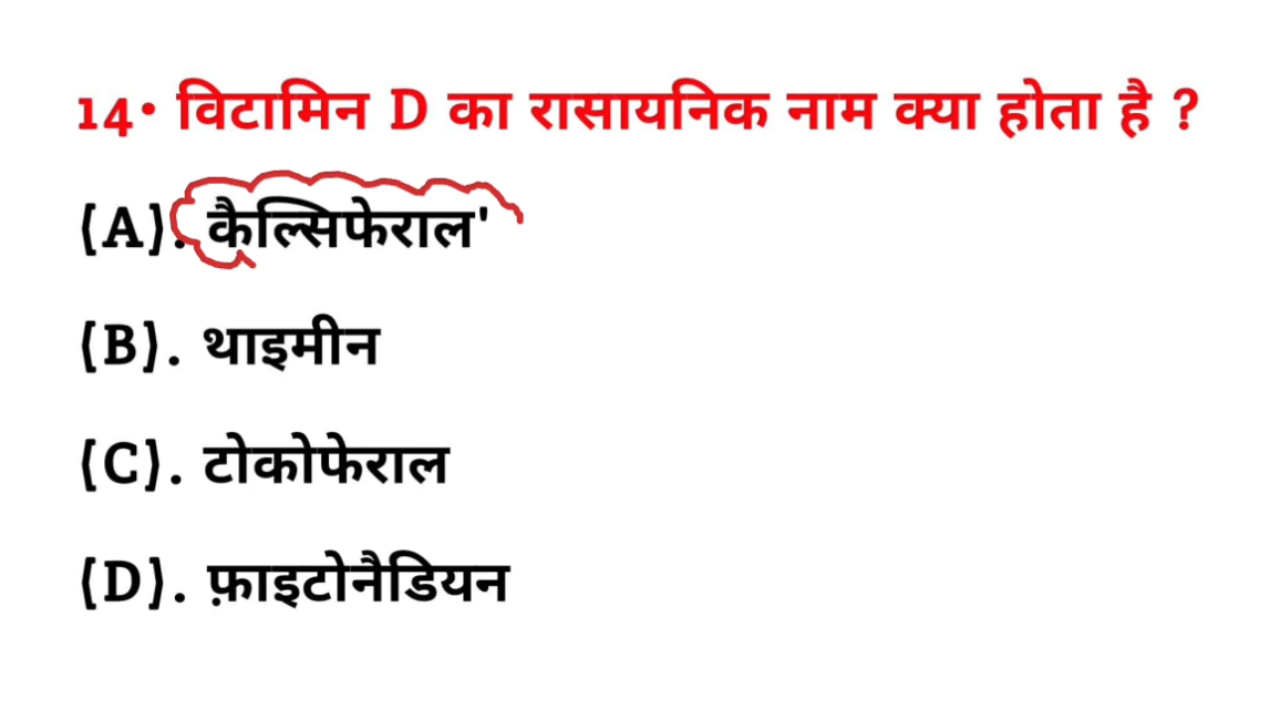 14• विटामिन D का रासायनिक नाम क्या होता है ?
(A). कैल्सिफेराल'
(B). थाइमीन
(C). टोकोफेराल
(D). फ़ाइटोनैडियन